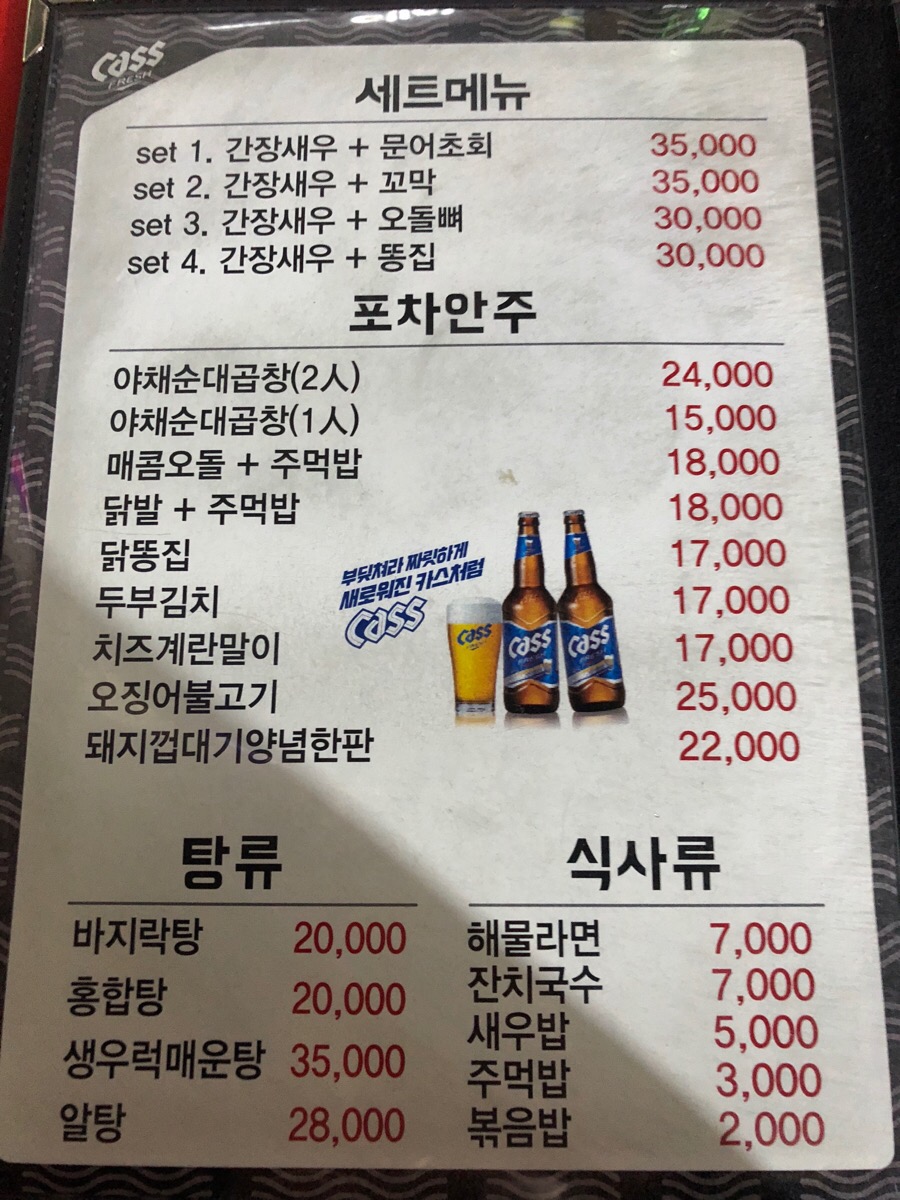 Cass
FRESH
세트메뉴
set 1. 간장새우 + 문어초회 35,000
set 2. 간장새우 + 꼬막 35,000
set 3. 간장새우 + 오돌뼈 30,000
set 4. 간장새우 + 똥집 30,000
포차안주
야채순대곱창(2人) 24,000
야채순대곱창(1人) 15,000
매콤오돌 + 주먹밥 18,000
닭발 + 주먹밥 18,000
닭똥집 17,000
두부김치 17,000
치즈계란말이 17,000
오징어불고기 25,000
돼지껍대기양념한판 22,000
부딪쳐라 짜릿하게
새로워진 카스처럼
Cass
Cass
Cass
Cass
탕류
바지락탕 20,000
홍합탕 20,000
생우럭매운탕 35,000
알탕 28,000
식사류
해물라면 7,000
잔치국수 7,000
새우밥 5,000
주먹밥 3,000
볶음밥 2,000